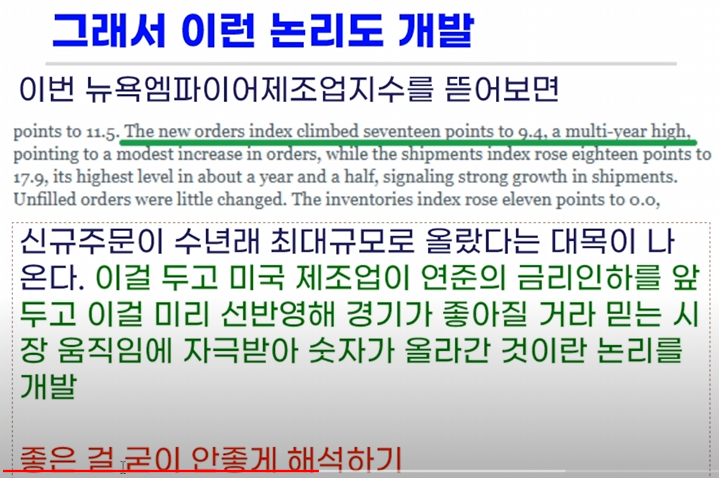 그래서 이런 논리도 개발
이번 뉴욕엠파이어제조업지수를 뜯어보면
points to 11.5. The new orders index climbed seventeen points to 9.4, a multi-year high,
pointing to a modest increase in orders, while the shipments index rose eighteen points to
17.9, its highest level in about a year and a half, signaling strong growth in shipments.
Unfilled orders were little changed. The inventories index rose eleven points to 0.0,
신규주문이 수년래 최대규모로 올랐다는 대목이 나
온다. 이걸 두고 미국 제조업이 연준의 금리인하를 앞
두고 이걸 미리 선반영해 경기가 좋아질 거라 믿는 시
장 움직임에 자극받아 숫자가 올라간 것이란 논리를
개발
좋은 걸 굳이 안좋게 해석하기